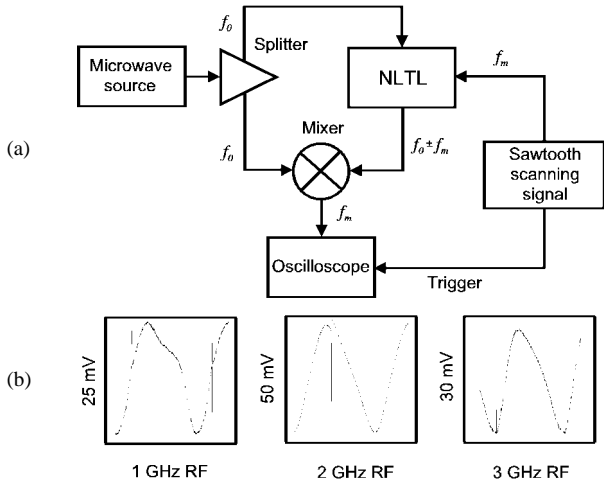 f0
Splitter
Microwave
source
NLTL
fm
(a)
f0
Mixer
f0±fm
Sawtooth
scanning
signal
fm
Oscilloscope
Trigger
(b)
25 mV
50 mV
30 mV
1 GHz RF
2 GHz RF
3 GHz RF